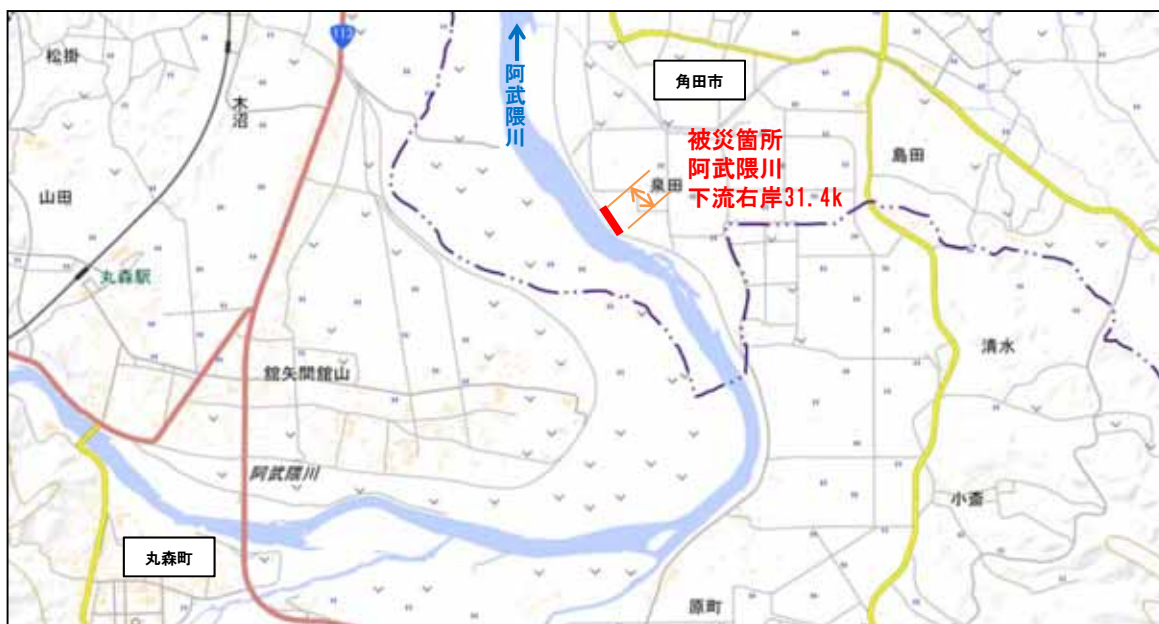 松掛
113
↑阿武隈川
角田市
木沼
被災箇所
阿武隈川
下流右岸31.4k
泉田
島田
山田
丸森駅
清水
舘矢間舘山
阿武隈川
小斎
丸森町
原町